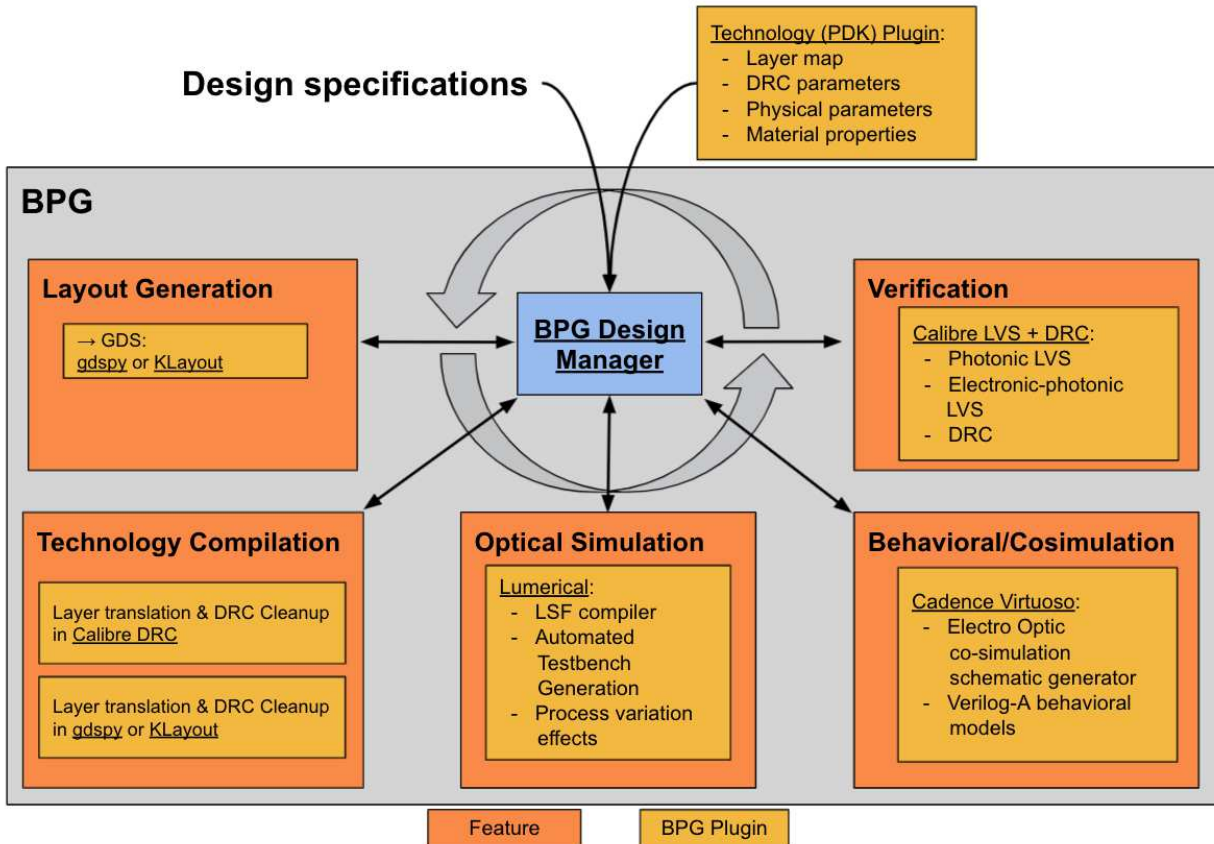 Technology (PDK) Plugin:
- Layer map
- DRC parameters
- Physical parameters
- Material properties
Design specifications
BPG
Layout Generation
→ GDS:
gdspy or KLayout
BPG Design
Manager
Verification
Calibre LVS + DRC:
- Photonic LVS
- Electronic-photonic
LVS
- DRC
Technology Compilation
Layer translation & DRC Cleanup
in Calibre DRC
Layer translation & DRC Cleanup
in gdspy or KLayout
Optical Simulation
Lumerical:
- LSF compiler
- Automated
Testbench
Generation
- Process variation
effects
Behavioral/Cosimulation
Cadence Virtuoso:
- Electro Optic
co-simulation
schematic generator
- Verilog-A behavioral
models
Feature
BPG Plugin